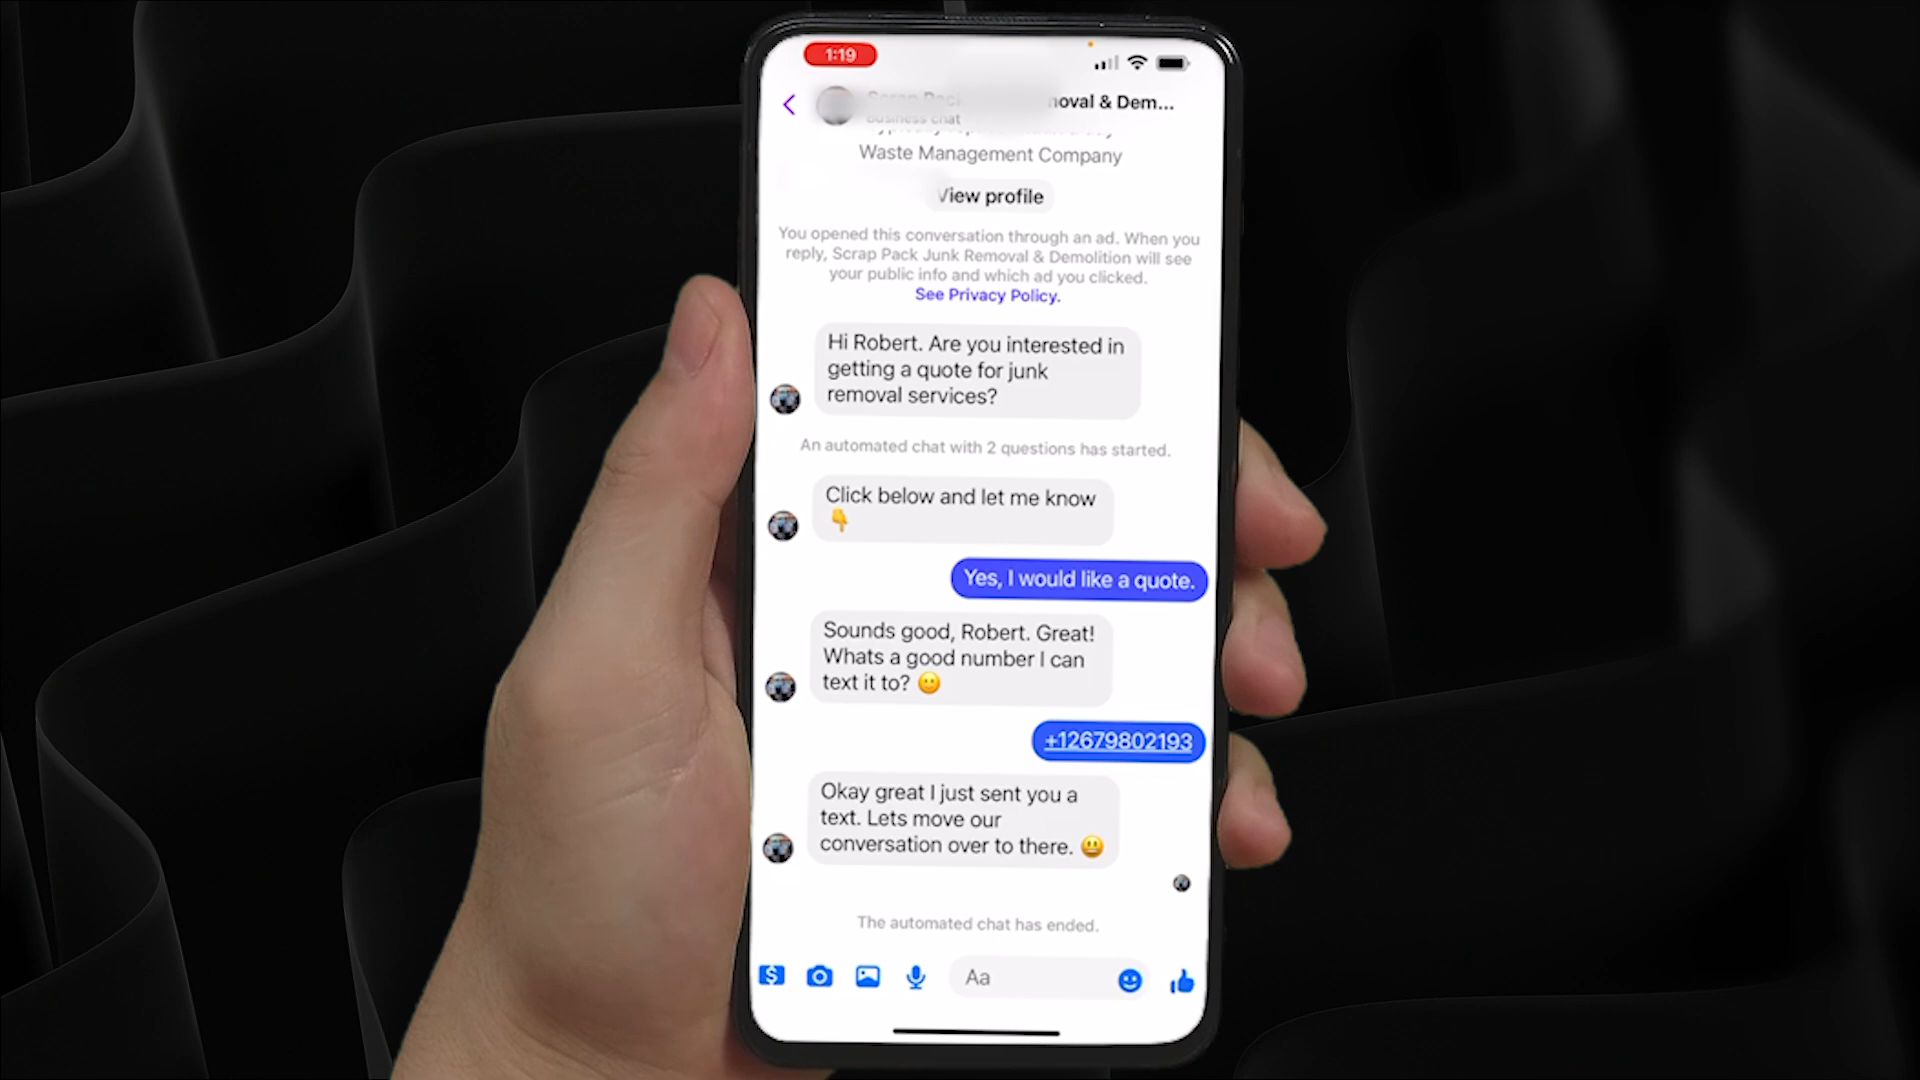 1:19
Scrap Pac
noval & Dem...
Business chat
Waste Management Company
View profile
You opened this conversation through an ad. When you
reply, Scrap Pack Junk Removal & Demolition will see
your public info and which ad you clicked.
See Privacy Policy.
Hi Robert. Are you interested in
getting a quote for junk
removal services?
An automated chat with 2 questions has started.
Click below and let me know
👇
Yes, I would like a quote.
Sounds good, Robert. Great!
Whats a good number I can
text it to? 🙂
+12679802193
Okay great I just sent you a
text. Lets move our
conversation over to there. 😃
The automated chat has ended.
Aa